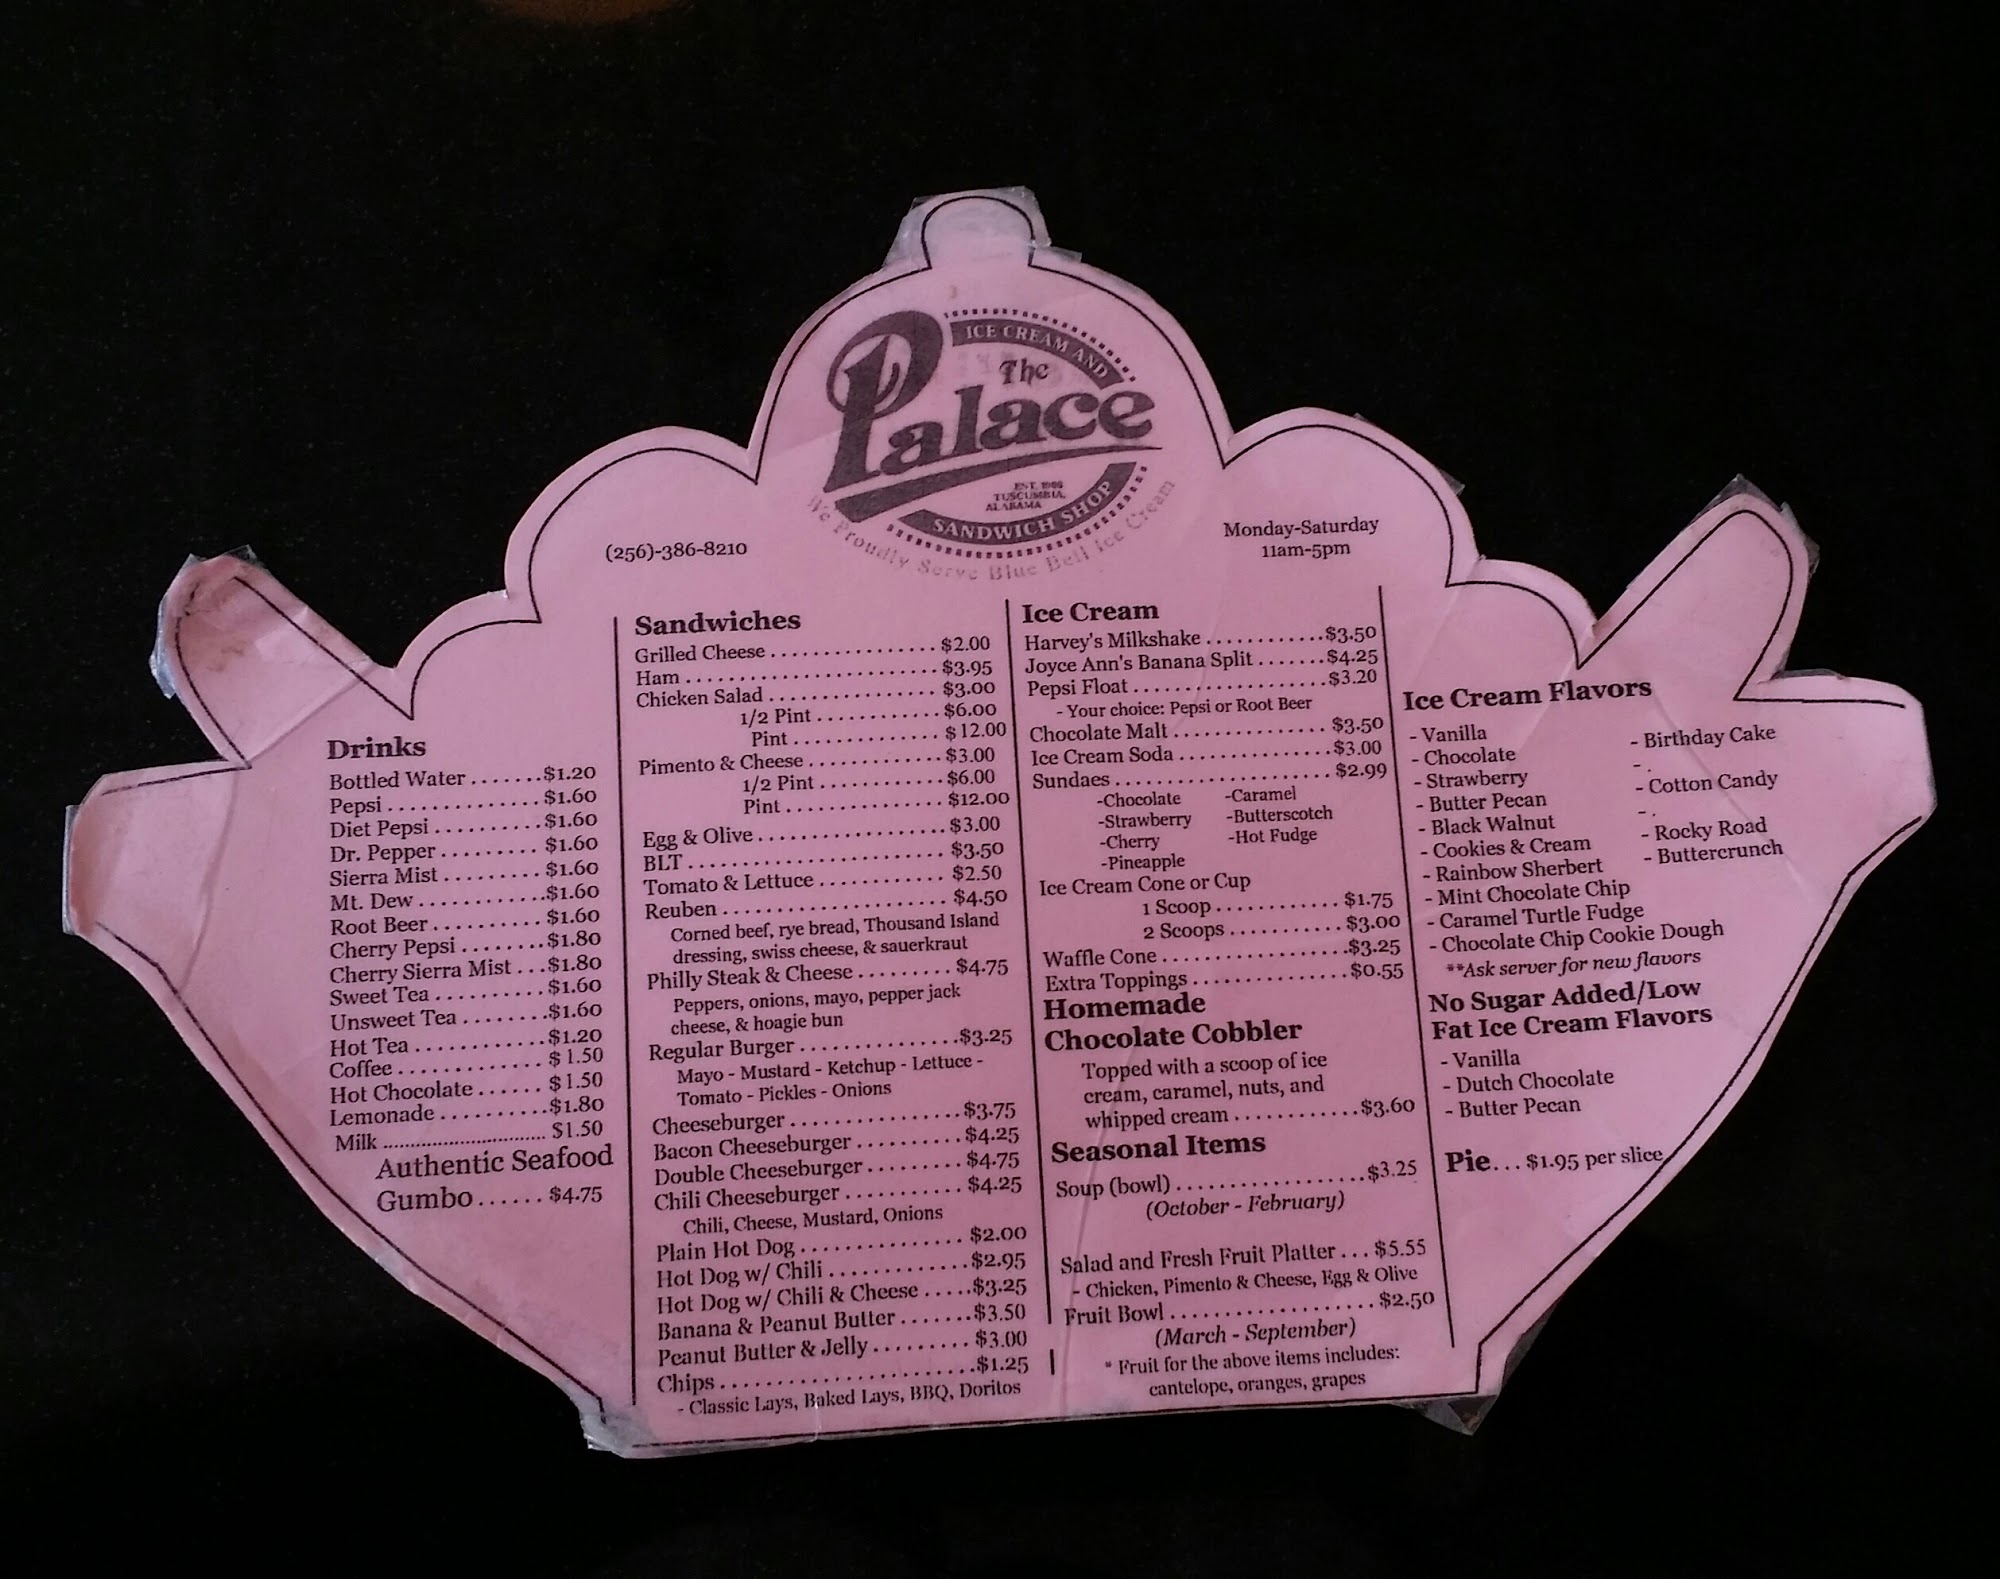 ICE CREAM AND
The
Palace
TUSCUMBIA,
ALABAMA
SANDWICH SHOP
We Proudly Serve Blue Bell Ice Cream
(256)-386-8210
Monday-Saturday
11am-5pm
Drinks
Bottled Water.......$1.20
Pepsi...............$1.60
Diet Pepsi..........$1.60
Dr. Pepper.........$1.60
Sierra Mist.........$1.60
Mt. Dew............$1.60
Root Beer..........$1.60
Cherry Pepsi.......$1.80
Cherry Sierra Mist...$1.80
Sweet Tea..........$1.60
Unsweet Tea........$1.60
Hot Tea............$1.20
Coffee.............$1.50
Hot Chocolate......$1.50
Lemonade..........$1.80
Milk.............................$1.50
Authentic Seafood
Gumbo......$4.75
Sandwiches
Grilled Cheese................$2.00
Ham........................$3.95
Chicken Salad................$3.00
1/2 Pint............$6.00
Pint..............$12.00
Pimento & Cheese.............$3.00
1/2 Pint............$6.00
Pint...............$12.00
Egg & Olive..................$3.00
BLT........................$3.50
Tomato & Lettuce............$2.50
Reuben.....................$4.50
Corned beef, rye bread, Thousand Island
dressing, swiss cheese, & sauerkraut
Philly Steak & Cheese.........$4.75
Peppers, onions, mayo, pepper jack
cheese, & hoagie bun
Regular Burger...............$3.25
Mayo - Mustard - Ketchup - Lettuce -
Tomato - Pickles - Onions
Cheeseburger................$3.75
Bacon Cheeseburger..........$4.25
Double Cheeseburger.........$4.75
Chili Cheeseburger...........$4.25
Chili, Cheese, Mustard, Onions
Plain Hot Dog................$2.00
Hot Dog w/ Chili.............$2.95
Hot Dog w/ Chili & Cheese.....$3.25
Banana & Peanut Butter.......$3.50
Peanut Butter & Jelly.........$3.00
Chips.......................$1.25
- Classic Lays, Baked Lays, BBQ, Doritos
Ice Cream
Harvey's Milkshake............$3.50
Joyce Ann's Banana Split.......$4.25
Pepsi Float...................$3.20
- Your choice: Pepsi or Root Beer
Chocolate Malt...............$3.50
Ice Cream Soda..............$3.00
Sundaes.....................$2.99
-Chocolate -Caramel
-Strawberry -Butterscotch
-Cherry -Hot Fudge
-Pineapple
Ice Cream Cone or Cup
1 Scoop............$1.75
2 Scoops...........$3.00
Waffle Cone.................$3.25
Extra Toppings..............$0.55
Homemade
Chocolate Cobbler
Topped with a scoop of ice
cream, caramel, nuts, and
whipped cream............$3.60
Seasonal Items
Soup (bowl)..................$3.25
(October - February)
Salad and Fresh Fruit Platter...$5.55
- Chicken, Pimento & Cheese, Egg & Olive
Fruit Bowl...................$2.50
(March - September)
* Fruit for the above items includes:
cantelope, oranges, grapes
Ice Cream Flavors
- Vanilla
- Chocolate
- Strawberry
- Butter Pecan
- Black Walnut
- Cookies & Cream
- Rainbow Sherbert
- Mint Chocolate Chip
- Caramel Turtle Fudge
- Chocolate Chip Cookie Dough
- Birthday Cake
- .
- Cotton Candy
- .
- Rocky Road
- Buttercrunch
**Ask server for new flavors
No Sugar Added/Low
Fat Ice Cream Flavors
- Vanilla
- Dutch Chocolate
- Butter Pecan
Pie...$1.95 per slice